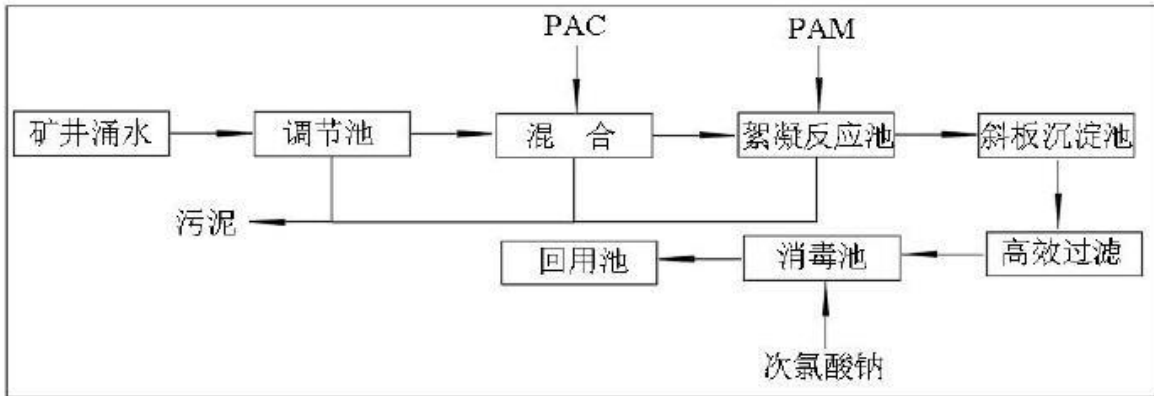 PAC
PAM
矿井涌水
调节池
混 合
絮凝反应池
斜板沉淀池
污泥
回用池
消毒池
高效过滤
次氯酸钠